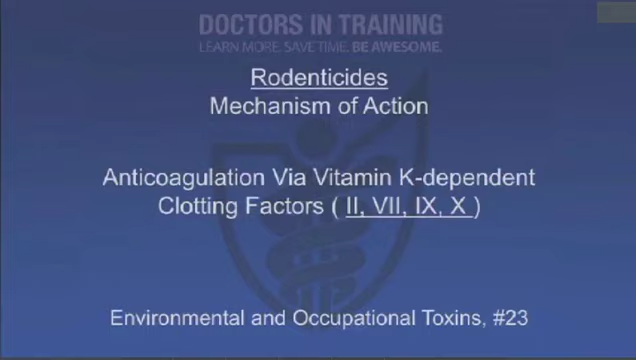 DOCTORS IN TRAINING
LEARN MORE. SAVE TIME. BE AWESOME.
Rodenticides
Mechanism of Action
Anticoagulation Via Vitamin K-dependent
Clotting Factors ( II, VII, IX, X )
Environmental and Occupational Toxins, #23